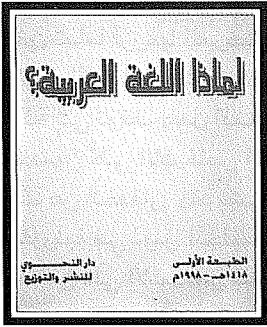 لماذا اللغة العربية؟
الطبعة الأولى
١٤١٨هـ - ١٩٩٨م
دار النحوي
للنشر والتوزيع